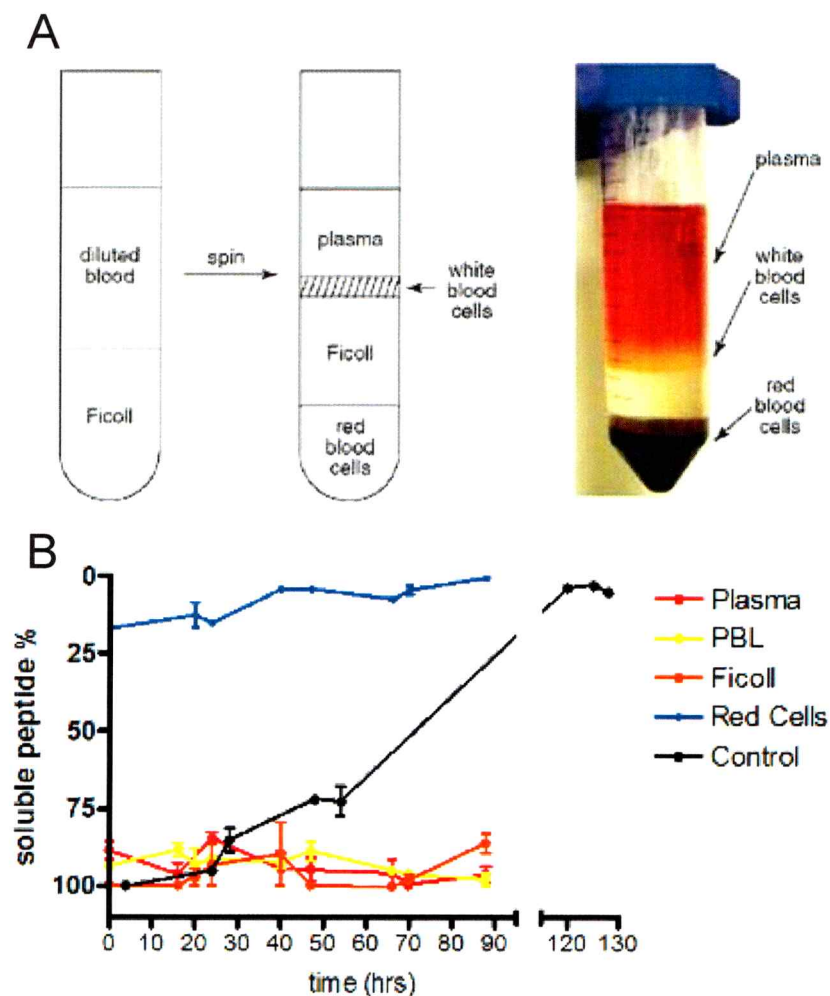 A
diluted
blood
Ficoll
spin
plasma
Ficoll
red
blood
cells
white
blood
cells
plasma
white
blood
cells
red
blood
cells
B
soluble peptide %
0
25
50
75
100
0 10 20 30 40 50 60 70 80 90 120 130
time (hrs)
Plasma
PBL
Ficoll
Red Cells
Control